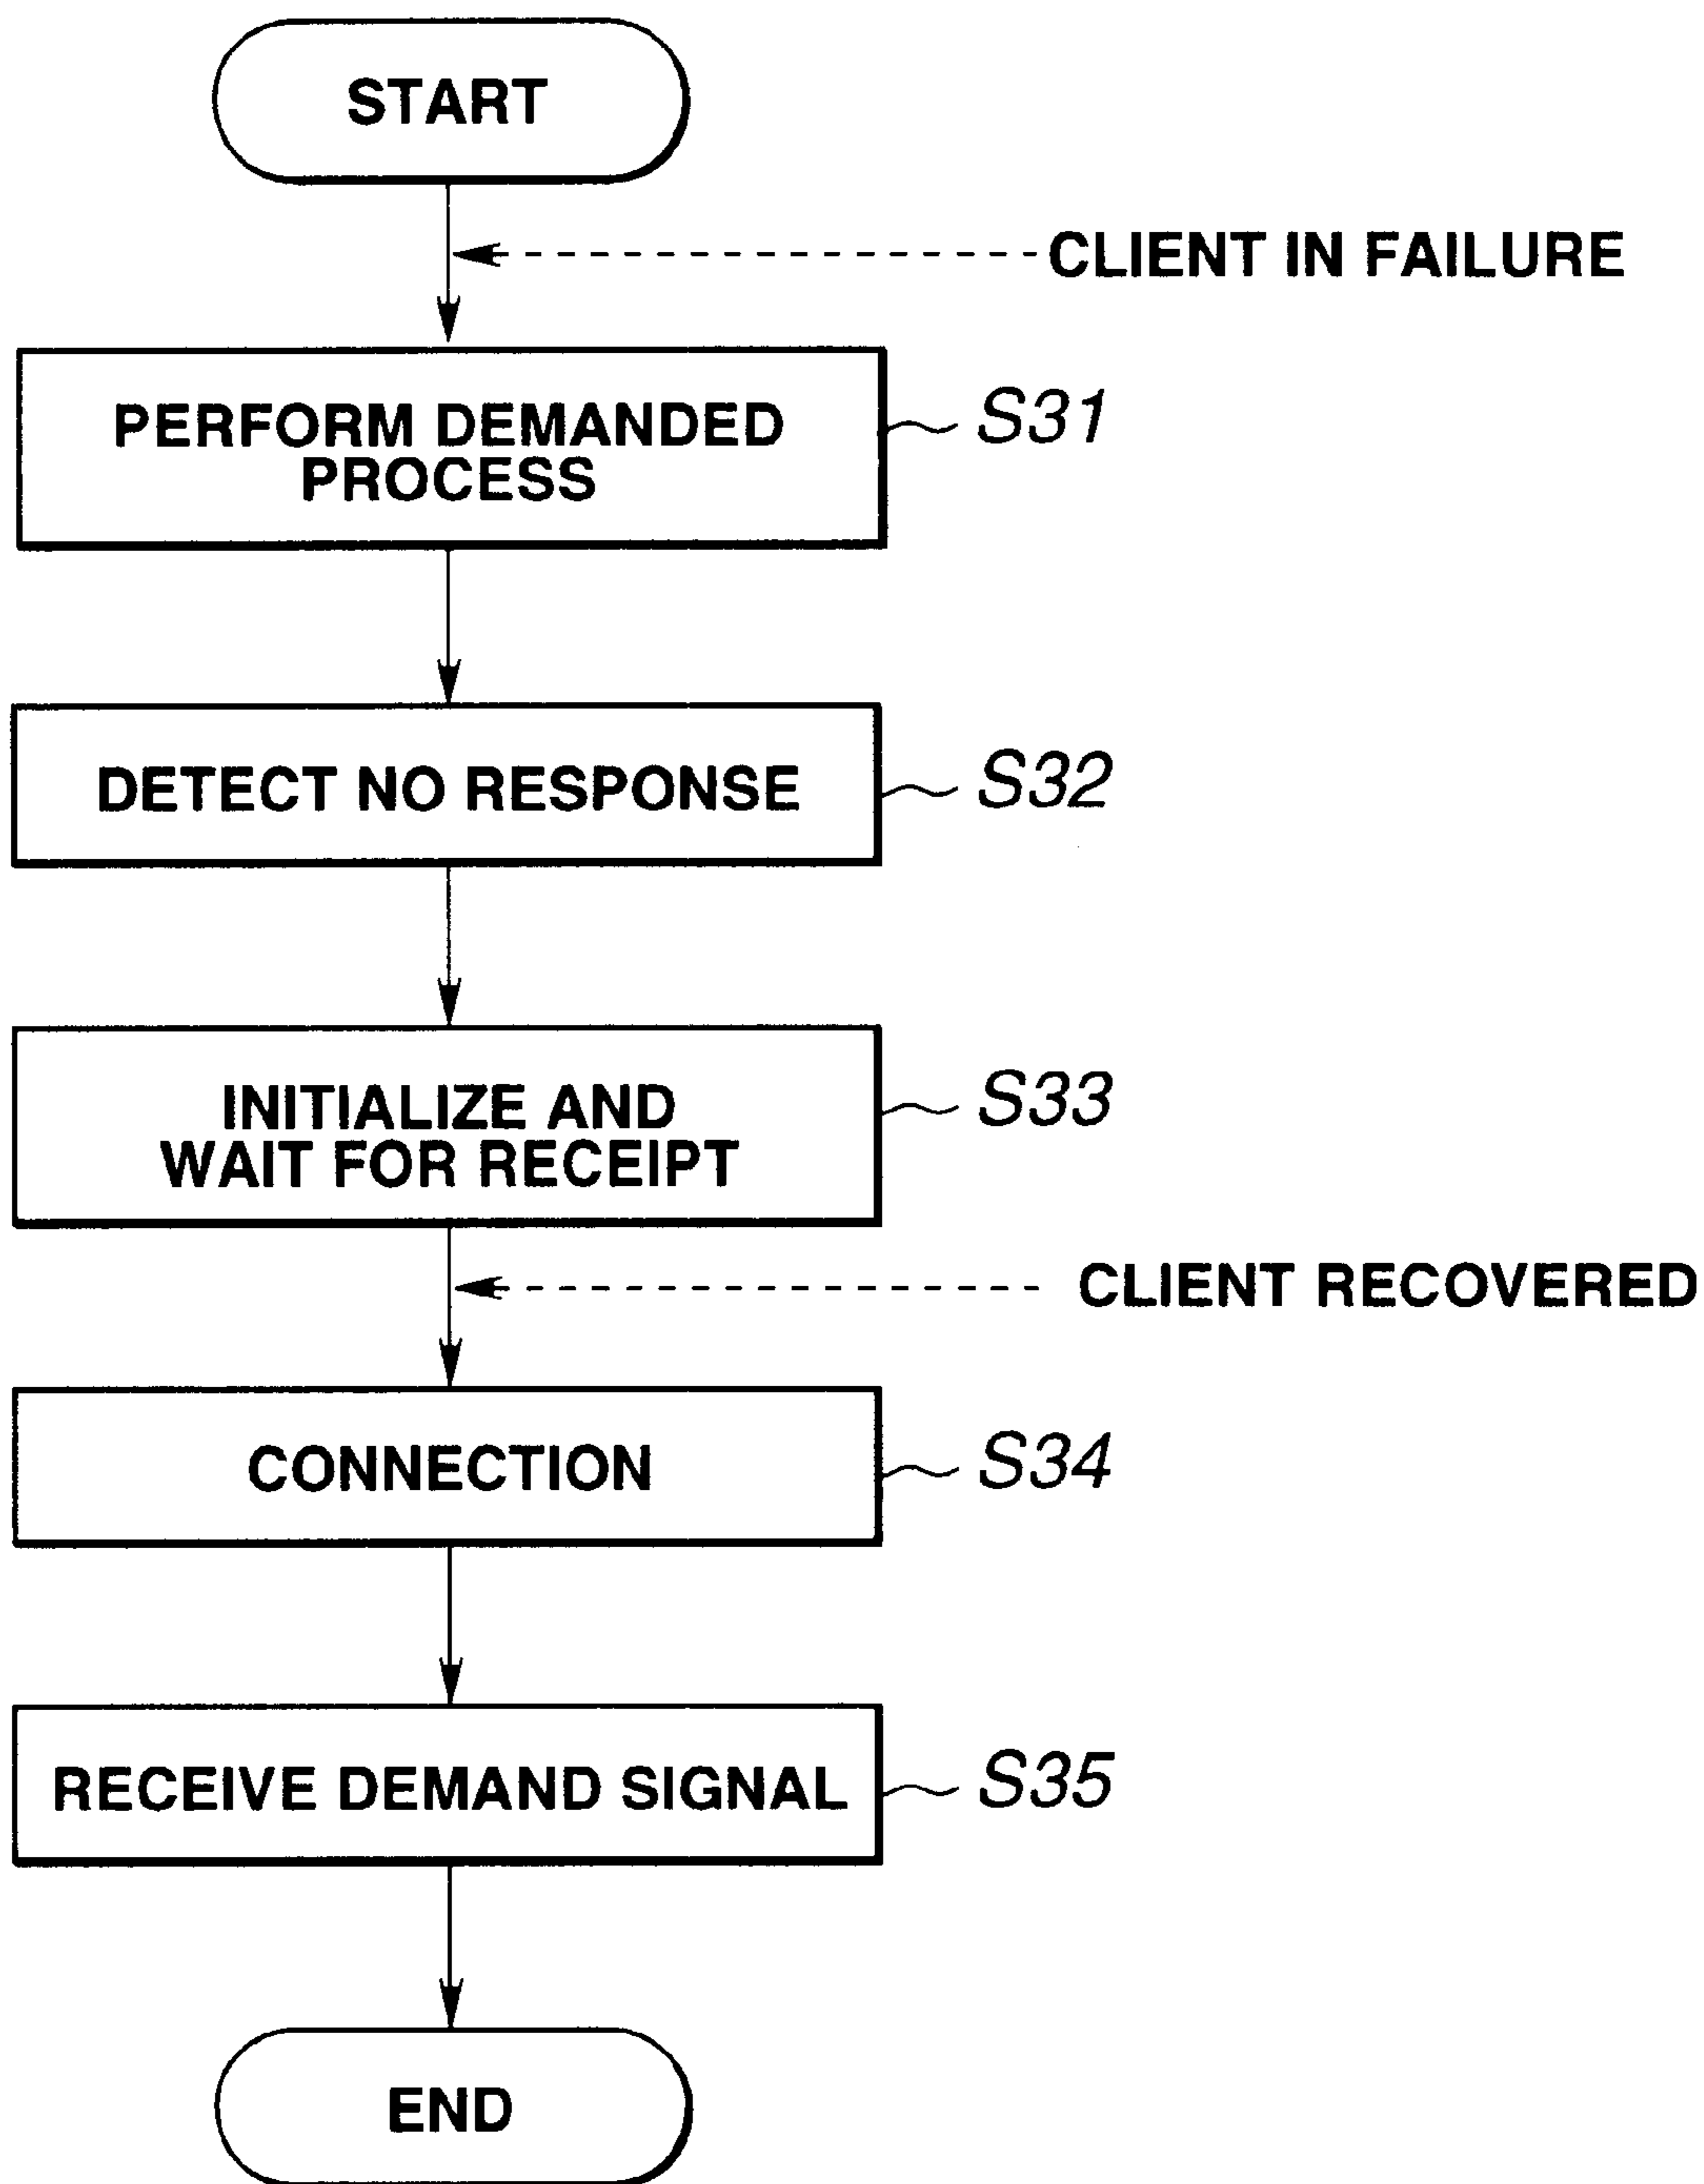 START
CLIENT IN FAILURE
PERFORM DEMANDED
PROCESS
S31
DETECT NO RESPONSE
S32
INITIALIZE AND
WAIT FOR RECEIPT
S33
CLIENT RECOVERED
CONNECTION
S34
RECEIVE DEMAND SIGNAL
S35
END